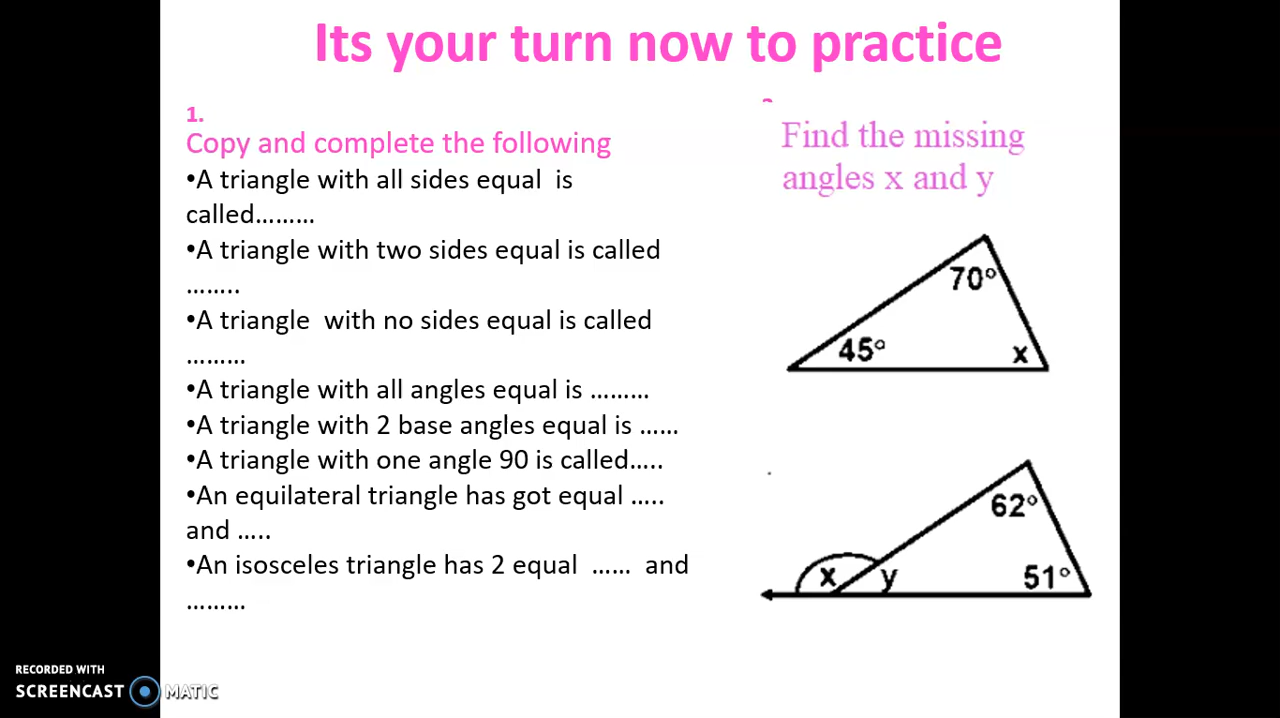 Its your turn now to practice
1.
Copy and complete the following
•A triangle with all sides equal  is
called………
•A triangle with two sides equal is called
……..
•A triangle  with no sides equal is called
………
•A triangle with all angles equal is ………
•A triangle with 2 base angles equal is ……
•A triangle with one angle 90 is called…..
•An equilateral triangle has got equal …..
and …..
•An isosceles triangle has 2 equal  ……  and
………
Find the missing
angles x and y
70°
45°
x
62°
x
y
51°
RECORDED WITH
SCREENCAST MATIC